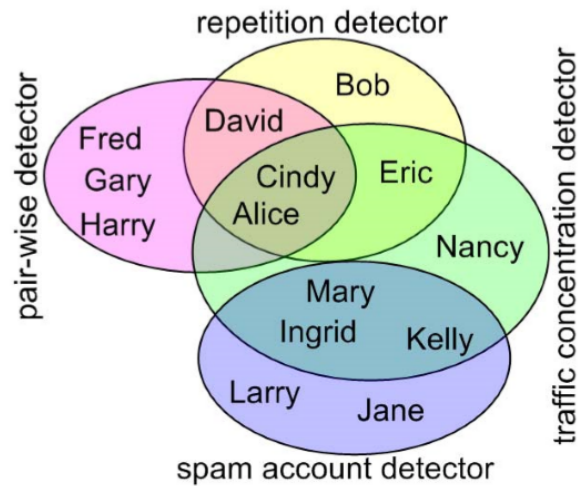 repetition detector
Bob
David
Fred
Gary
Harry
Cindy
Alice
Eric
Nancy
Mary
Ingrid
Kelly
Larry
Jane
pair-wise detector
traffic concentration detector
spam account detector